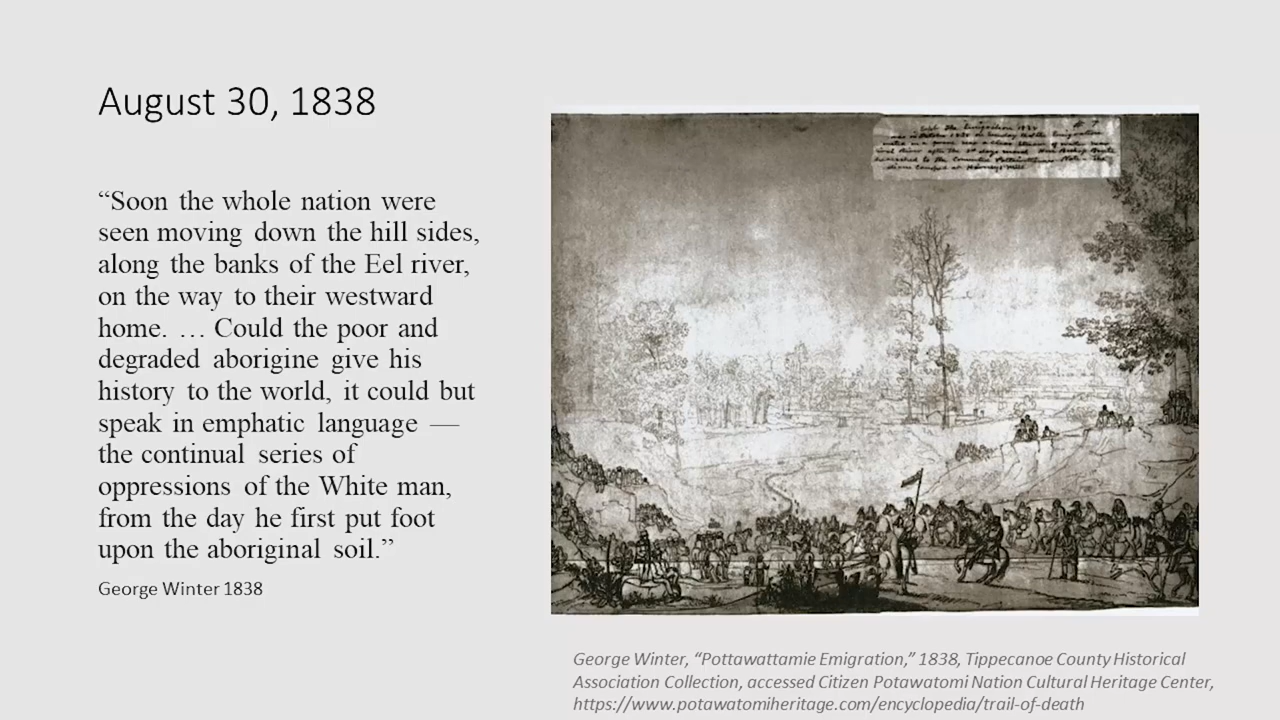 August 30, 1838
“Soon the whole nation were
seen moving down the hill sides,
along the banks of the Eel river,
on the way to their westward
home. … Could the poor and
degraded aborigine give his
history to the world, it could but
speak in emphatic language —
the continual series of
oppressions of the White man,
from the day he first put foot
upon the aboriginal soil.”
George Winter 1838
George Winter, “Pottawattamie Emigration,” 1838, Tippecanoe County Historical
Association Collection, accessed Citizen Potawatomi Nation Cultural Heritage Center,
https://www.potawatomiheritage.com/encyclopedia/trail-of-death